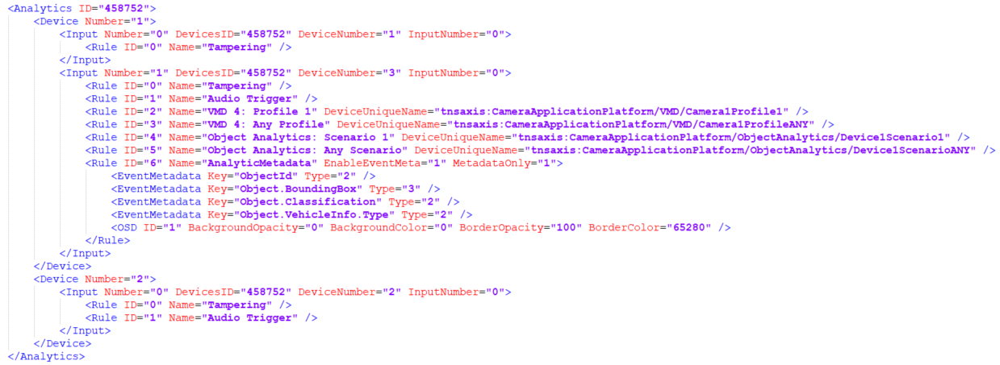 <Analytics ID="458752">
<Device Number="1">
<Input Number="0" DevicesID="458752" DeviceNumber="1" InputNumber="0">
<Rule ID="0" Name="Tampering" />
</Input>
<Input Number="1" DevicesID="458752" DeviceNumber="3" InputNumber="0">
<Rule ID="0" Name="Tampering" />
<Rule ID="1" Name="Audio Trigger" />
<Rule ID="2" Name="VMD 4: Profile 1" DeviceUniqueName="tnsaxis:CameraApplicationPlatform/VMD/Camera1Profile1" />
<Rule ID="3" Name="VMD 4: Any Profile" DeviceUniqueName="tnsaxis:CameraApplicationPlatform/VMD/Camera1ProfileANY" />
<Rule ID="4" Name="Object Analytics: Scenario 1" DeviceUniqueName="tnsaxis:CameraApplicationPlatform/ObjectAnalytics/Device1Scenario1" />
<Rule ID="5" Name="Object Analytics: Any Scenario" DeviceUniqueName="tnsaxis:CameraApplicationPlatform/ObjectAnalytics/Device1ScenarioANY" />
<Rule ID="6" Name="AnalyticMetadata" EnableEventMeta="1" MetadataOnly="1">
<EventMetadata Key="ObjectId" Type="2" />
<EventMetadata Key="Object.BoundingBox" Type="3" />
<EventMetadata Key="Object.Classification" Type="2" />
<EventMetadata Key="Object.VehicleInfo.Type" Type="2" />
<OSD ID="1" BackgroundOpacity="0" BackgroundColor="0" BorderOpacity="100" BorderColor="65280" />
</Rule>
</Input>
</Device>
<Device Number="2">
<Input Number="0" DevicesID="458752" DeviceNumber="2" InputNumber="0">
<Rule ID="0" Name="Tampering" />
<Rule ID="1" Name="Audio Trigger" />
</Input>
</Device>
</Analytics>